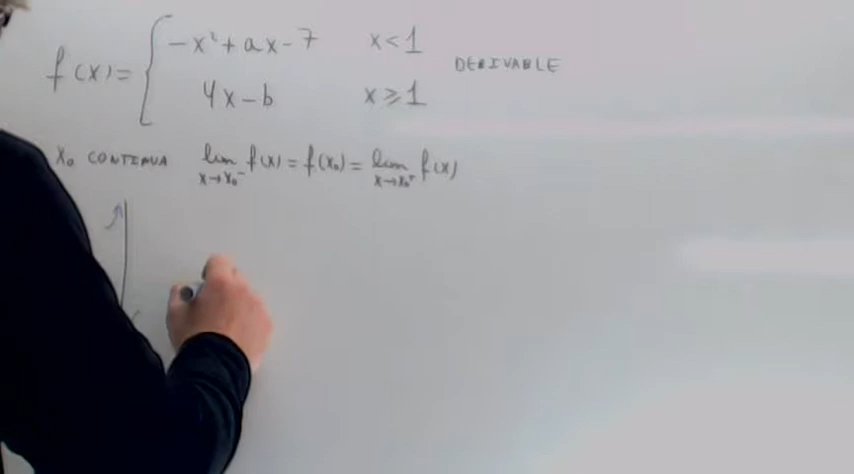 f(x) = { -x² + ax - 7 x < 1
4x - b x ≥ 1
DERIVABLE
x₀ CONTINUA lim x→x₀⁻ f(x) = f(x₀) = lim x→x₀⁺ f(x)